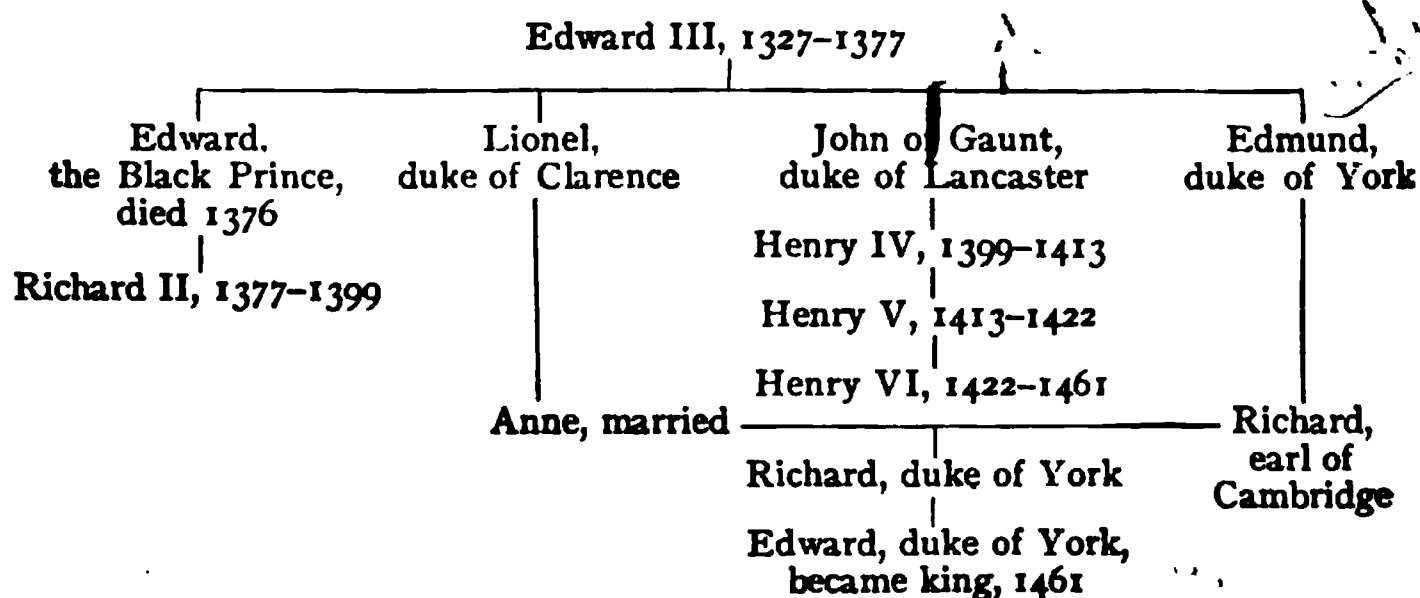 Edward III, 1327–1377
Edward.
the Black Prince,
died 1376
Lionel,
duke of Clarence
John of Gaunt,
duke of Lancaster
Edmund,
duke of York
Richard II, 1377–1399
Henry IV, 1399–1413
Henry V, 1413–1422
Henry VI, 1422–1461
Anne, married
Richard,
earl of
Cambridge
Richard, duke of York
Edward, duke of York,
became king, 1461